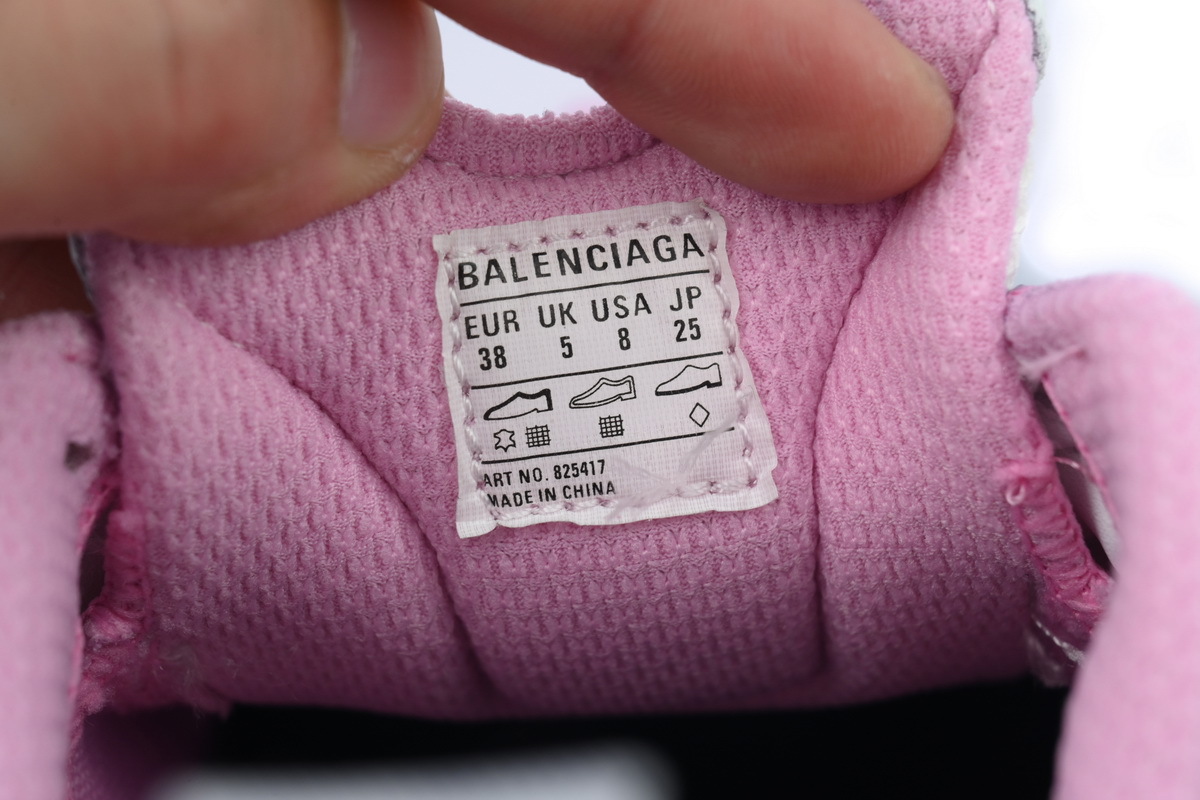 BALENCIAGA
EUR UK USA JP
38 5 8 25
ART NO. 825417
MADE IN CHINA